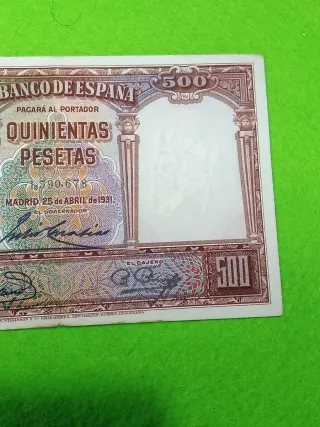 BANCO DE ESPAÑA
500
PAGARÁ AL PORTADOR
QUINIENTAS
PESETAS
MADRID, 25 de ABRIL de 1931.
EL GOBERNADOR
EL CAJERO
500